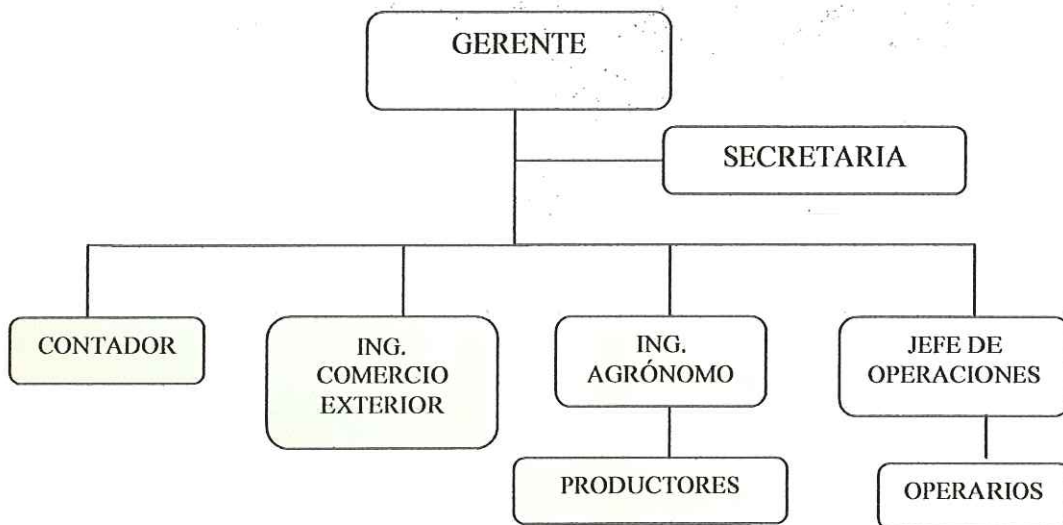 GERENTE
SECRETARIA
CONTADOR
ING.
COMERCIO
EXTERIOR
ING.
AGRÓNOMO
JEFE DE
OPERACIONES
PRODUCTORES
OPERARIOS